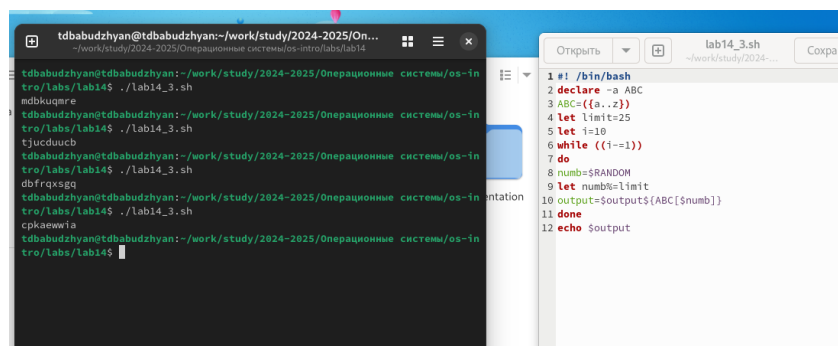 tdbabudzhyan@tdbabudzhyan:~/work/study/2024-2025/Оп...
~/work/study/2024-2025/Операционные системы/os-intro/labs/lab14
tdbabudzhyan@tdbabudzhyan:~/work/study/2024-2025/Операционные системы/os-in
tro/labs/lab14$ ./lab14_3.sh
mdbkuqmre
tdbabudzhyan@tdbabudzhyan:~/work/study/2024-2025/Операционные системы/os-in
tro/labs/lab14$ ./lab14_3.sh
tjucduucb
tdbabudzhyan@tdbabudzhyan:~/work/study/2024-2025/Операционные системы/os-in
tro/labs/lab14$ ./lab14_3.sh
dbfrqxsgq
tdbabudzhyan@tdbabudzhyan:~/work/study/2024-2025/Операционные системы/os-in
tro/labs/lab14$ ./lab14_3.sh
cpkaewwia
tdbabudzhyan@tdbabudzhyan:~/work/study/2024-2025/Операционные системы/os-in
tro/labs/lab14$
entation
Открыть
lab14_3.sh
~/work/study/2024-...
Сохра
1 #! /bin/bash
2 declare -a ABC
3 ABC=({a..z})
4 let limit=25
5 let i=10
6 while ((i-=1))
7 do
8 numb=$RANDOM
9 let numb%=limit
10 output=$output${ABC[$numb]}
11 done
12 echo $output